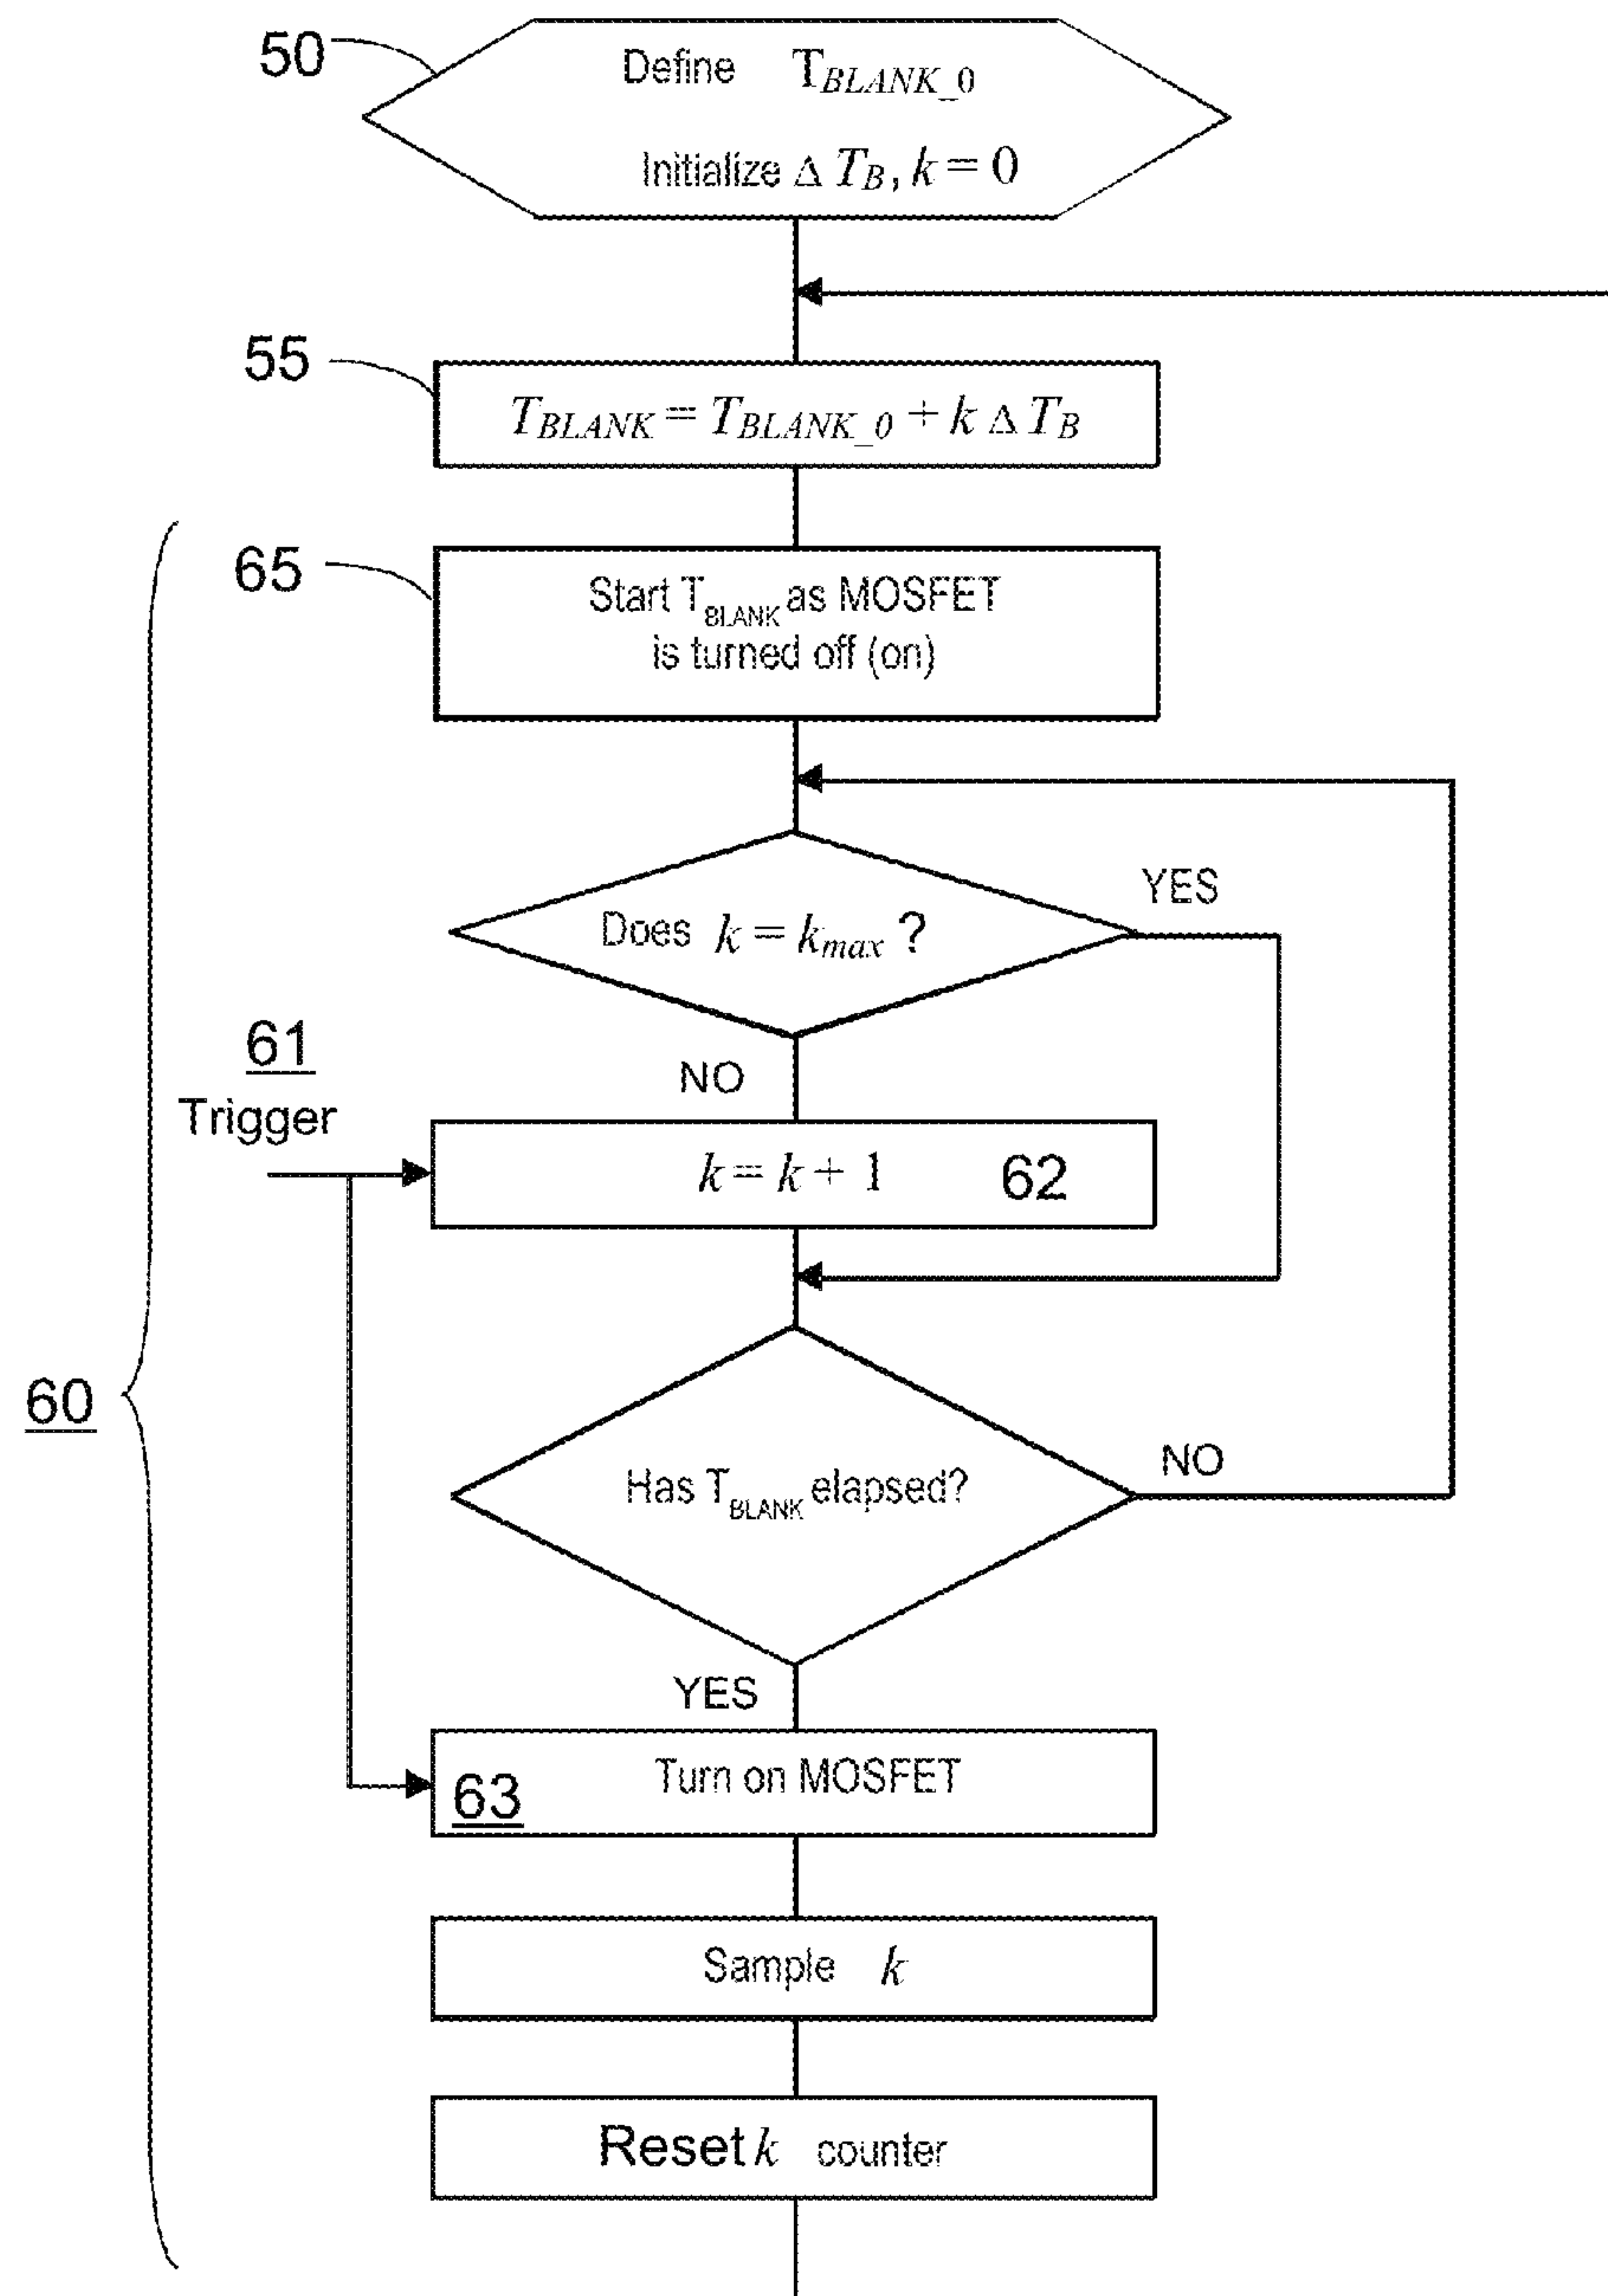 50
Define T_BLANK_0
Initialize Δ T_B, k = 0
55
T_BLANK = T_BLANK_0 + k Δ T_B
65
Start T_BLANK as MOSFET
is turned off (on)
Does k = k_max ?
YES
NO
61
Trigger
k = k + 1 62
60
Has T_BLANK elapsed?
NO
YES
63 Turn on MOSFET
Sample k
Reset k counter